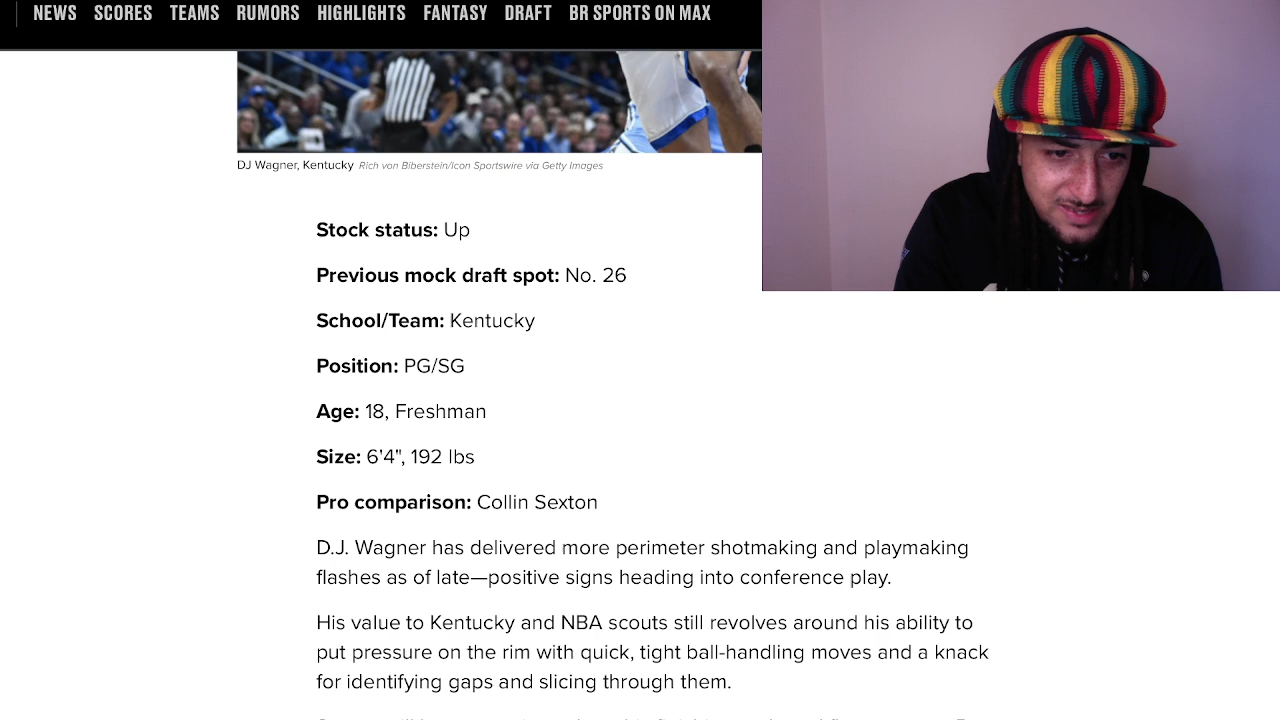 NEWS SCORES TEAMS RUMORS HIGHLIGHTS FANTASY DRAFT BR SPORTS ON MAX
DJ Wagner, Kentucky Rich von Biberstein/Icon Sportswire via Getty Images
Stock status: Up
Previous mock draft spot: No. 26
School/Team: Kentucky
Position: PG/SG
Age: 18, Freshman
Size: 6'4", 192 lbs
Pro comparison: Collin Sexton
D.J. Wagner has delivered more perimeter shotmaking and playmaking
flashes as of late—positive signs heading into conference play.
His value to Kentucky and NBA scouts still revolves around his ability to
put pressure on the rim with quick, tight ball-handling moves and a knack
for identifying gaps and slicing through them.